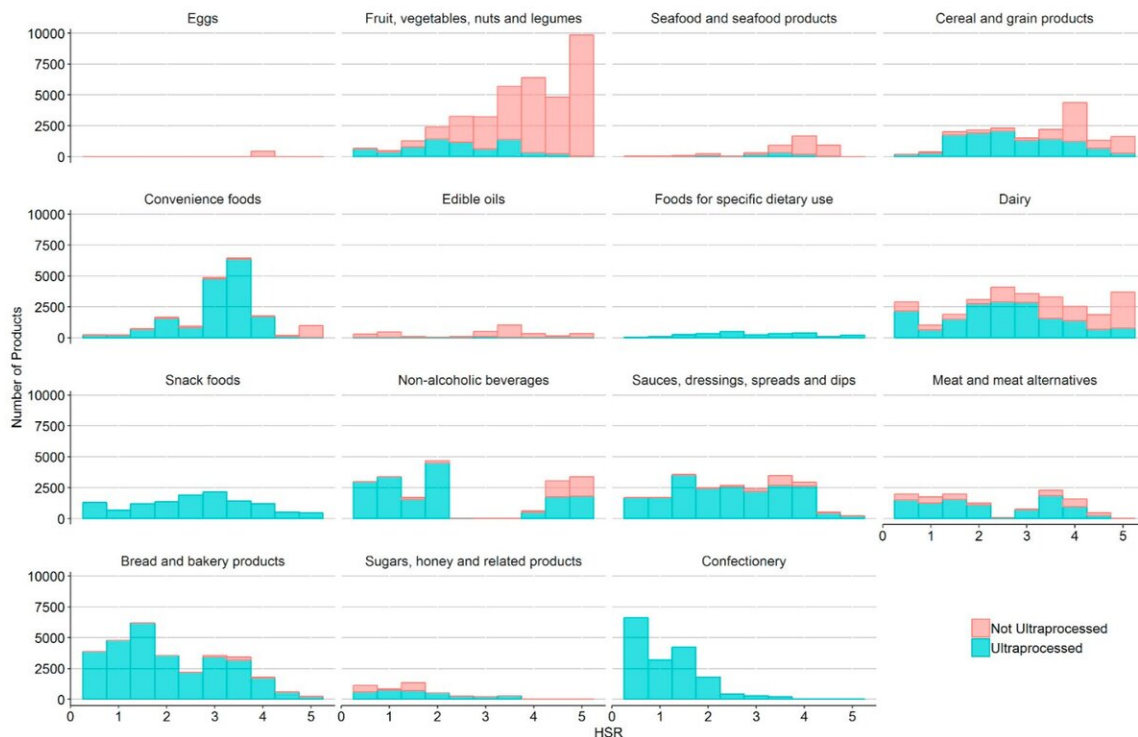 Eggs
Fruit, vegetables, nuts and legumes
Seafood and seafood products
Cereal and grain products
10000
7500
5000
2500
0
Convenience foods
Edible oils
Foods for specific dietary use
Dairy
10000
7500
5000
2500
0
Number of Products
Snack foods
Non-alcoholic beverages
Sauces, dressings, spreads and dips
Meat and meat alternatives
10000
7500
5000
2500
0
0 1 2 3 4 5
Bread and bakery products
Sugars, honey and related products
Confectionery
10000
7500
5000
2500
0
Not Ultraprocessed
Ultraprocessed
0 1 2 3 4 5 0 1 2 3 4 5 0 1 2 3 4 5
HSR